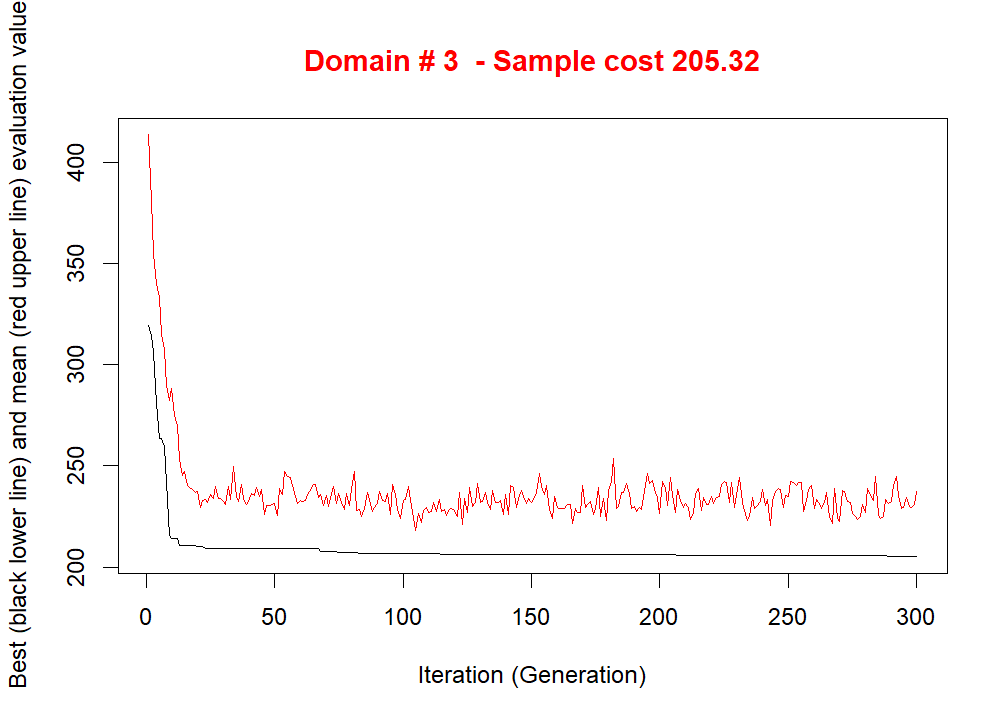 Domain # 3  - Sample cost 205.32
Best (black lower line) and mean (red upper line) evaluation value
400
350
300
250
200
0 50 100 150 200 250 300
Iteration (Generation)